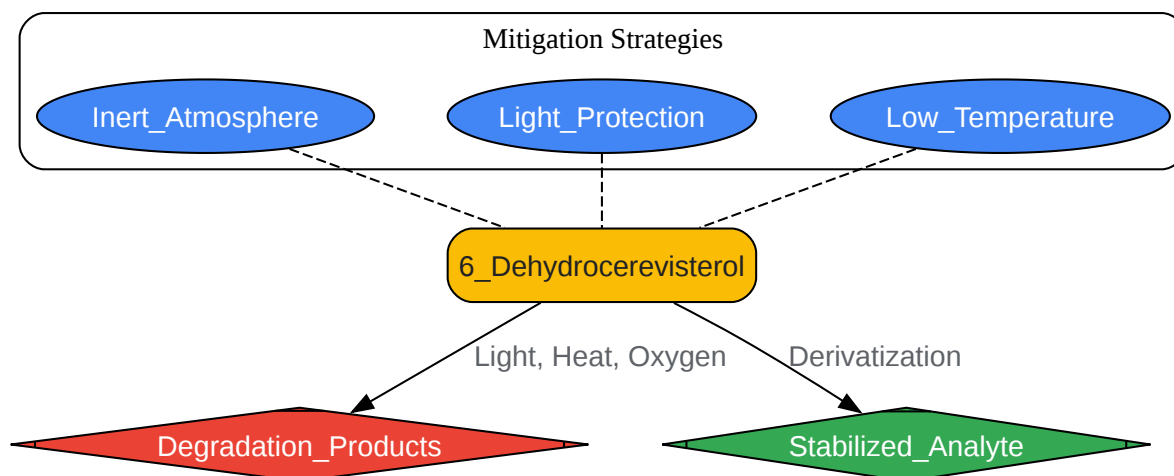 Mitigation Strategies
Inert_Atmosphere
Light_Protection
Low_Temperature
6_Dehydrocerevisterol
Light, Heat, Oxygen
Derivatization
Degradation_Products
Stabilized_Analyte